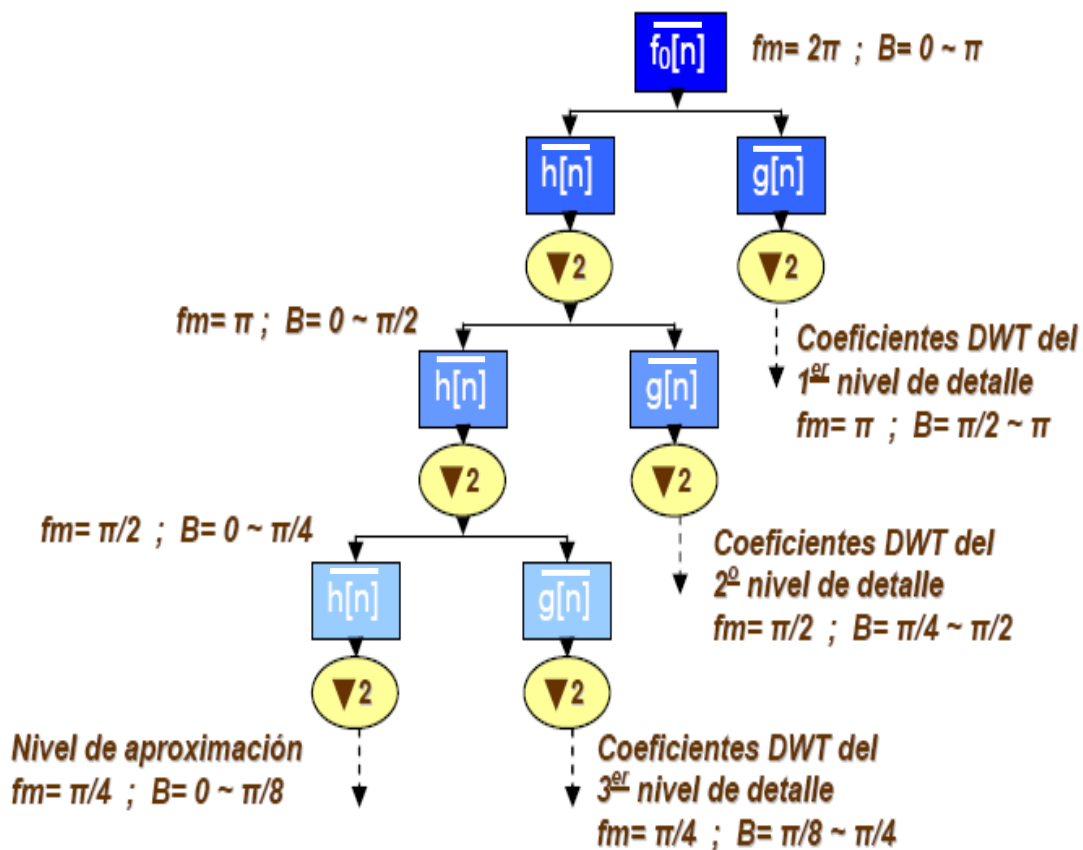 f₀[n]
fm= 2π ; B= 0 ~ π
h[n]
g[n]
▼2
▼2
fm= π ; B= 0 ~ π/2
Coeficientes DWT del
1er nivel de detalle
fm= π ; B= π/2 ~ π
h[n]
g[n]
▼2
▼2
fm= π/2 ; B= 0 ~ π/4
Coeficientes DWT del
2º nivel de detalle
fm= π/2 ; B= π/4 ~ π/2
h[n]
g[n]
▼2
▼2
Nivel de aproximación
fm= π/4 ; B= 0 ~ π/8
Coeficientes DWT del
3er nivel de detalle
fm= π/4 ; B= π/8 ~ π/4